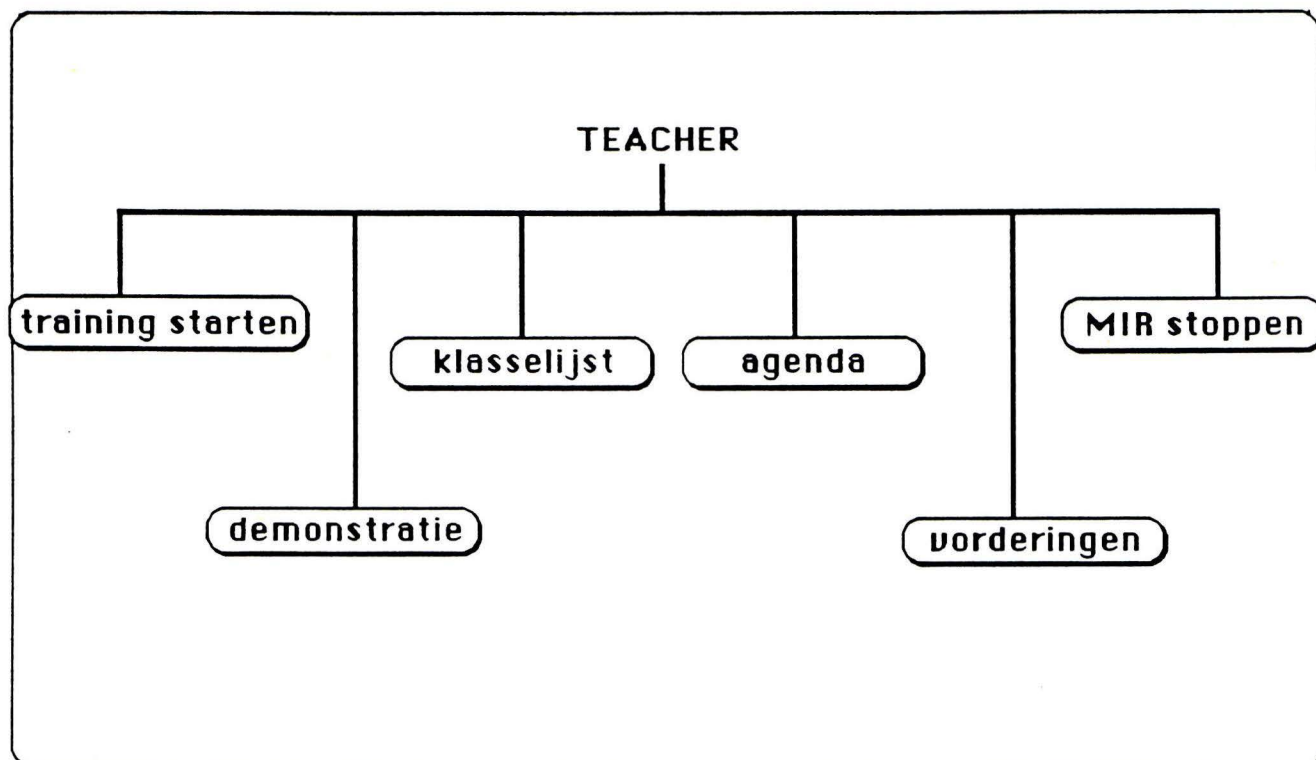 TEACHER
training starten
MIR stoppen
klasselijst
agenda
demonstratie
vorderingen